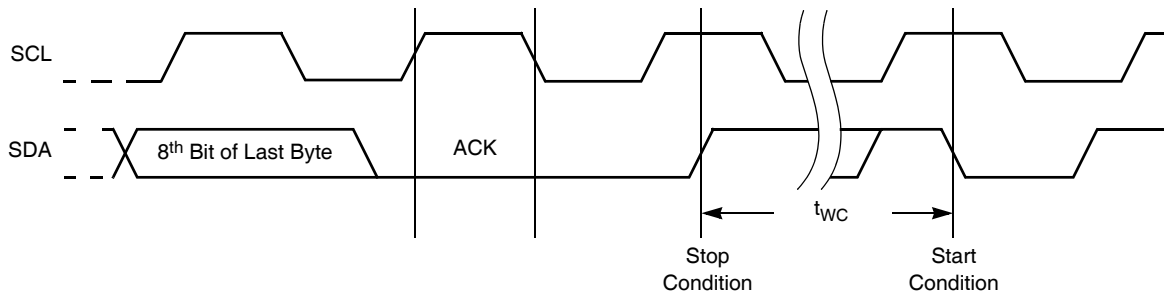 SCL
SDA
8th Bit of Last Byte
ACK
tWC
Stop
Condition
Start
Condition